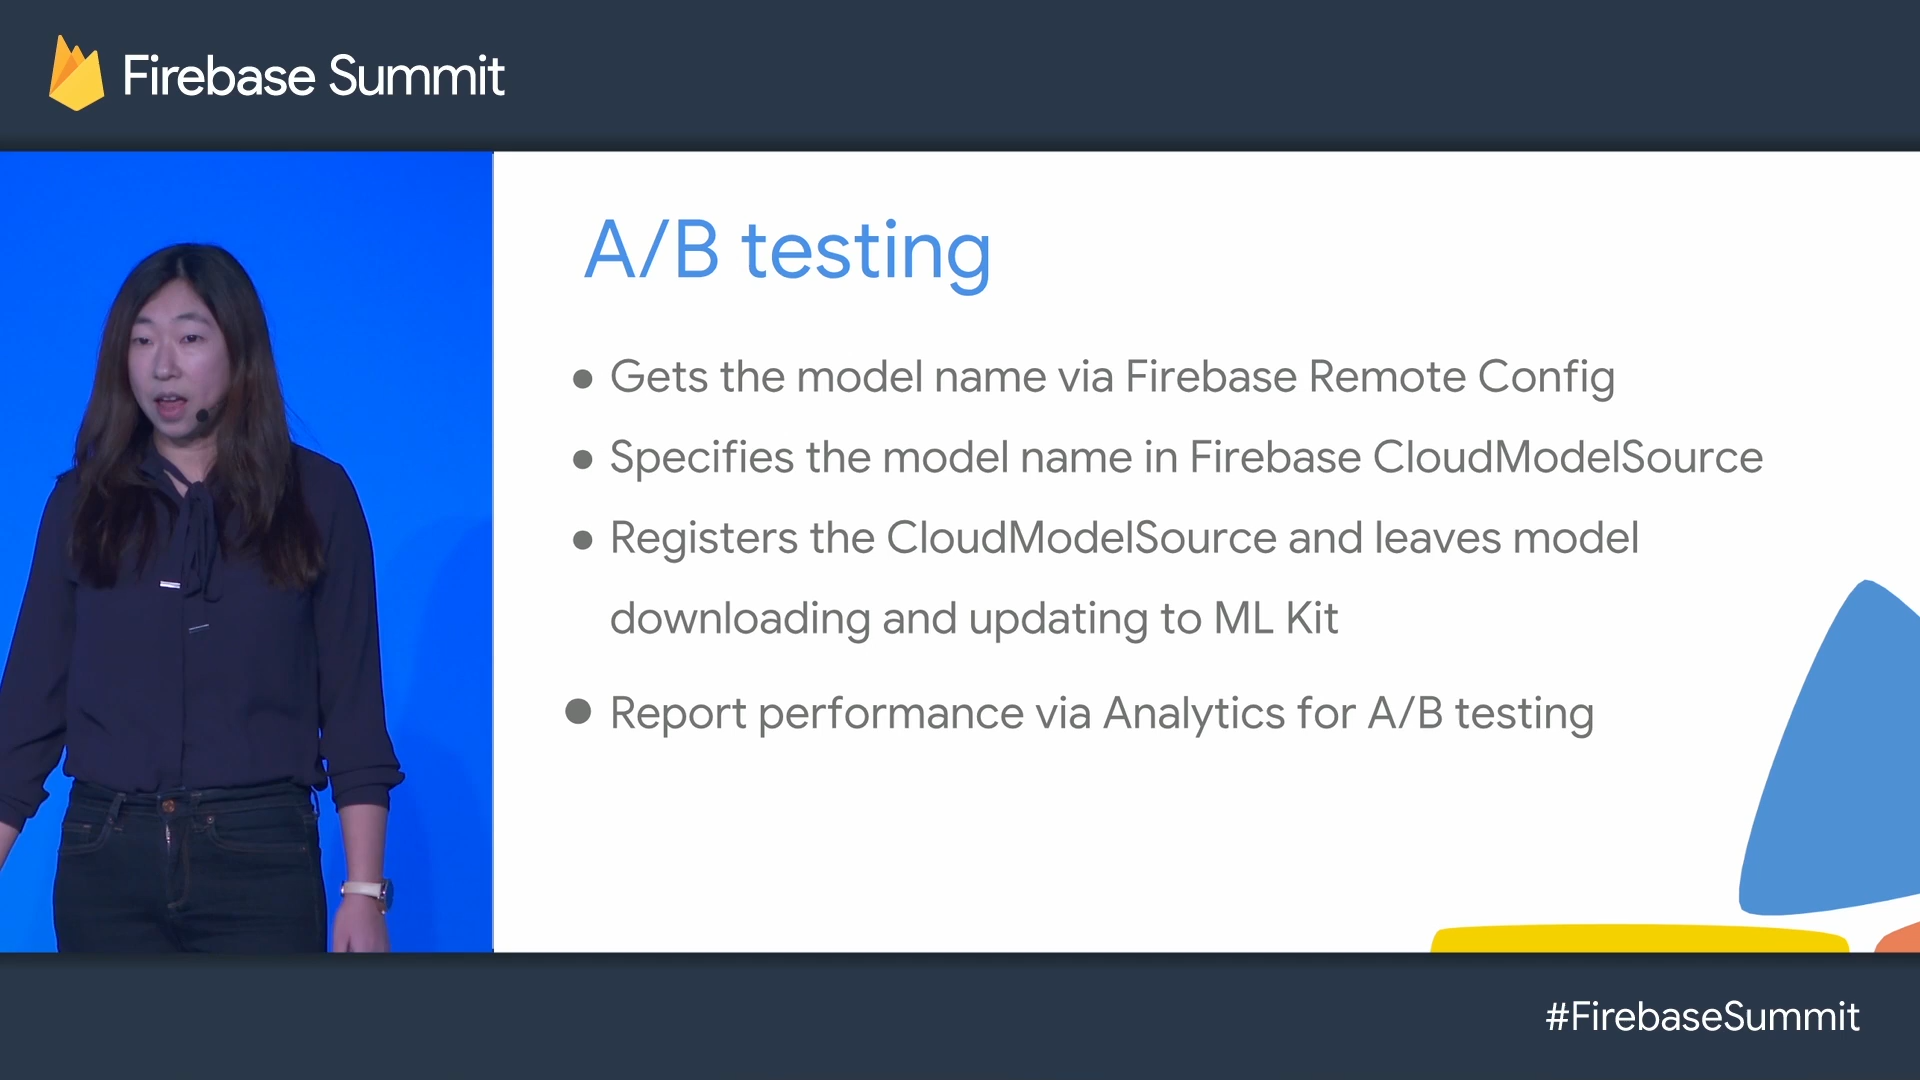 Firebase Summit
A/B testing
● Gets the model name via Firebase Remote Config
● Specifies the model name in Firebase CloudModelSource
● Registers the CloudModelSource and leaves model
downloading and updating to ML Kit
● Report performance via Analytics for A/B testing
#FirebaseSummit